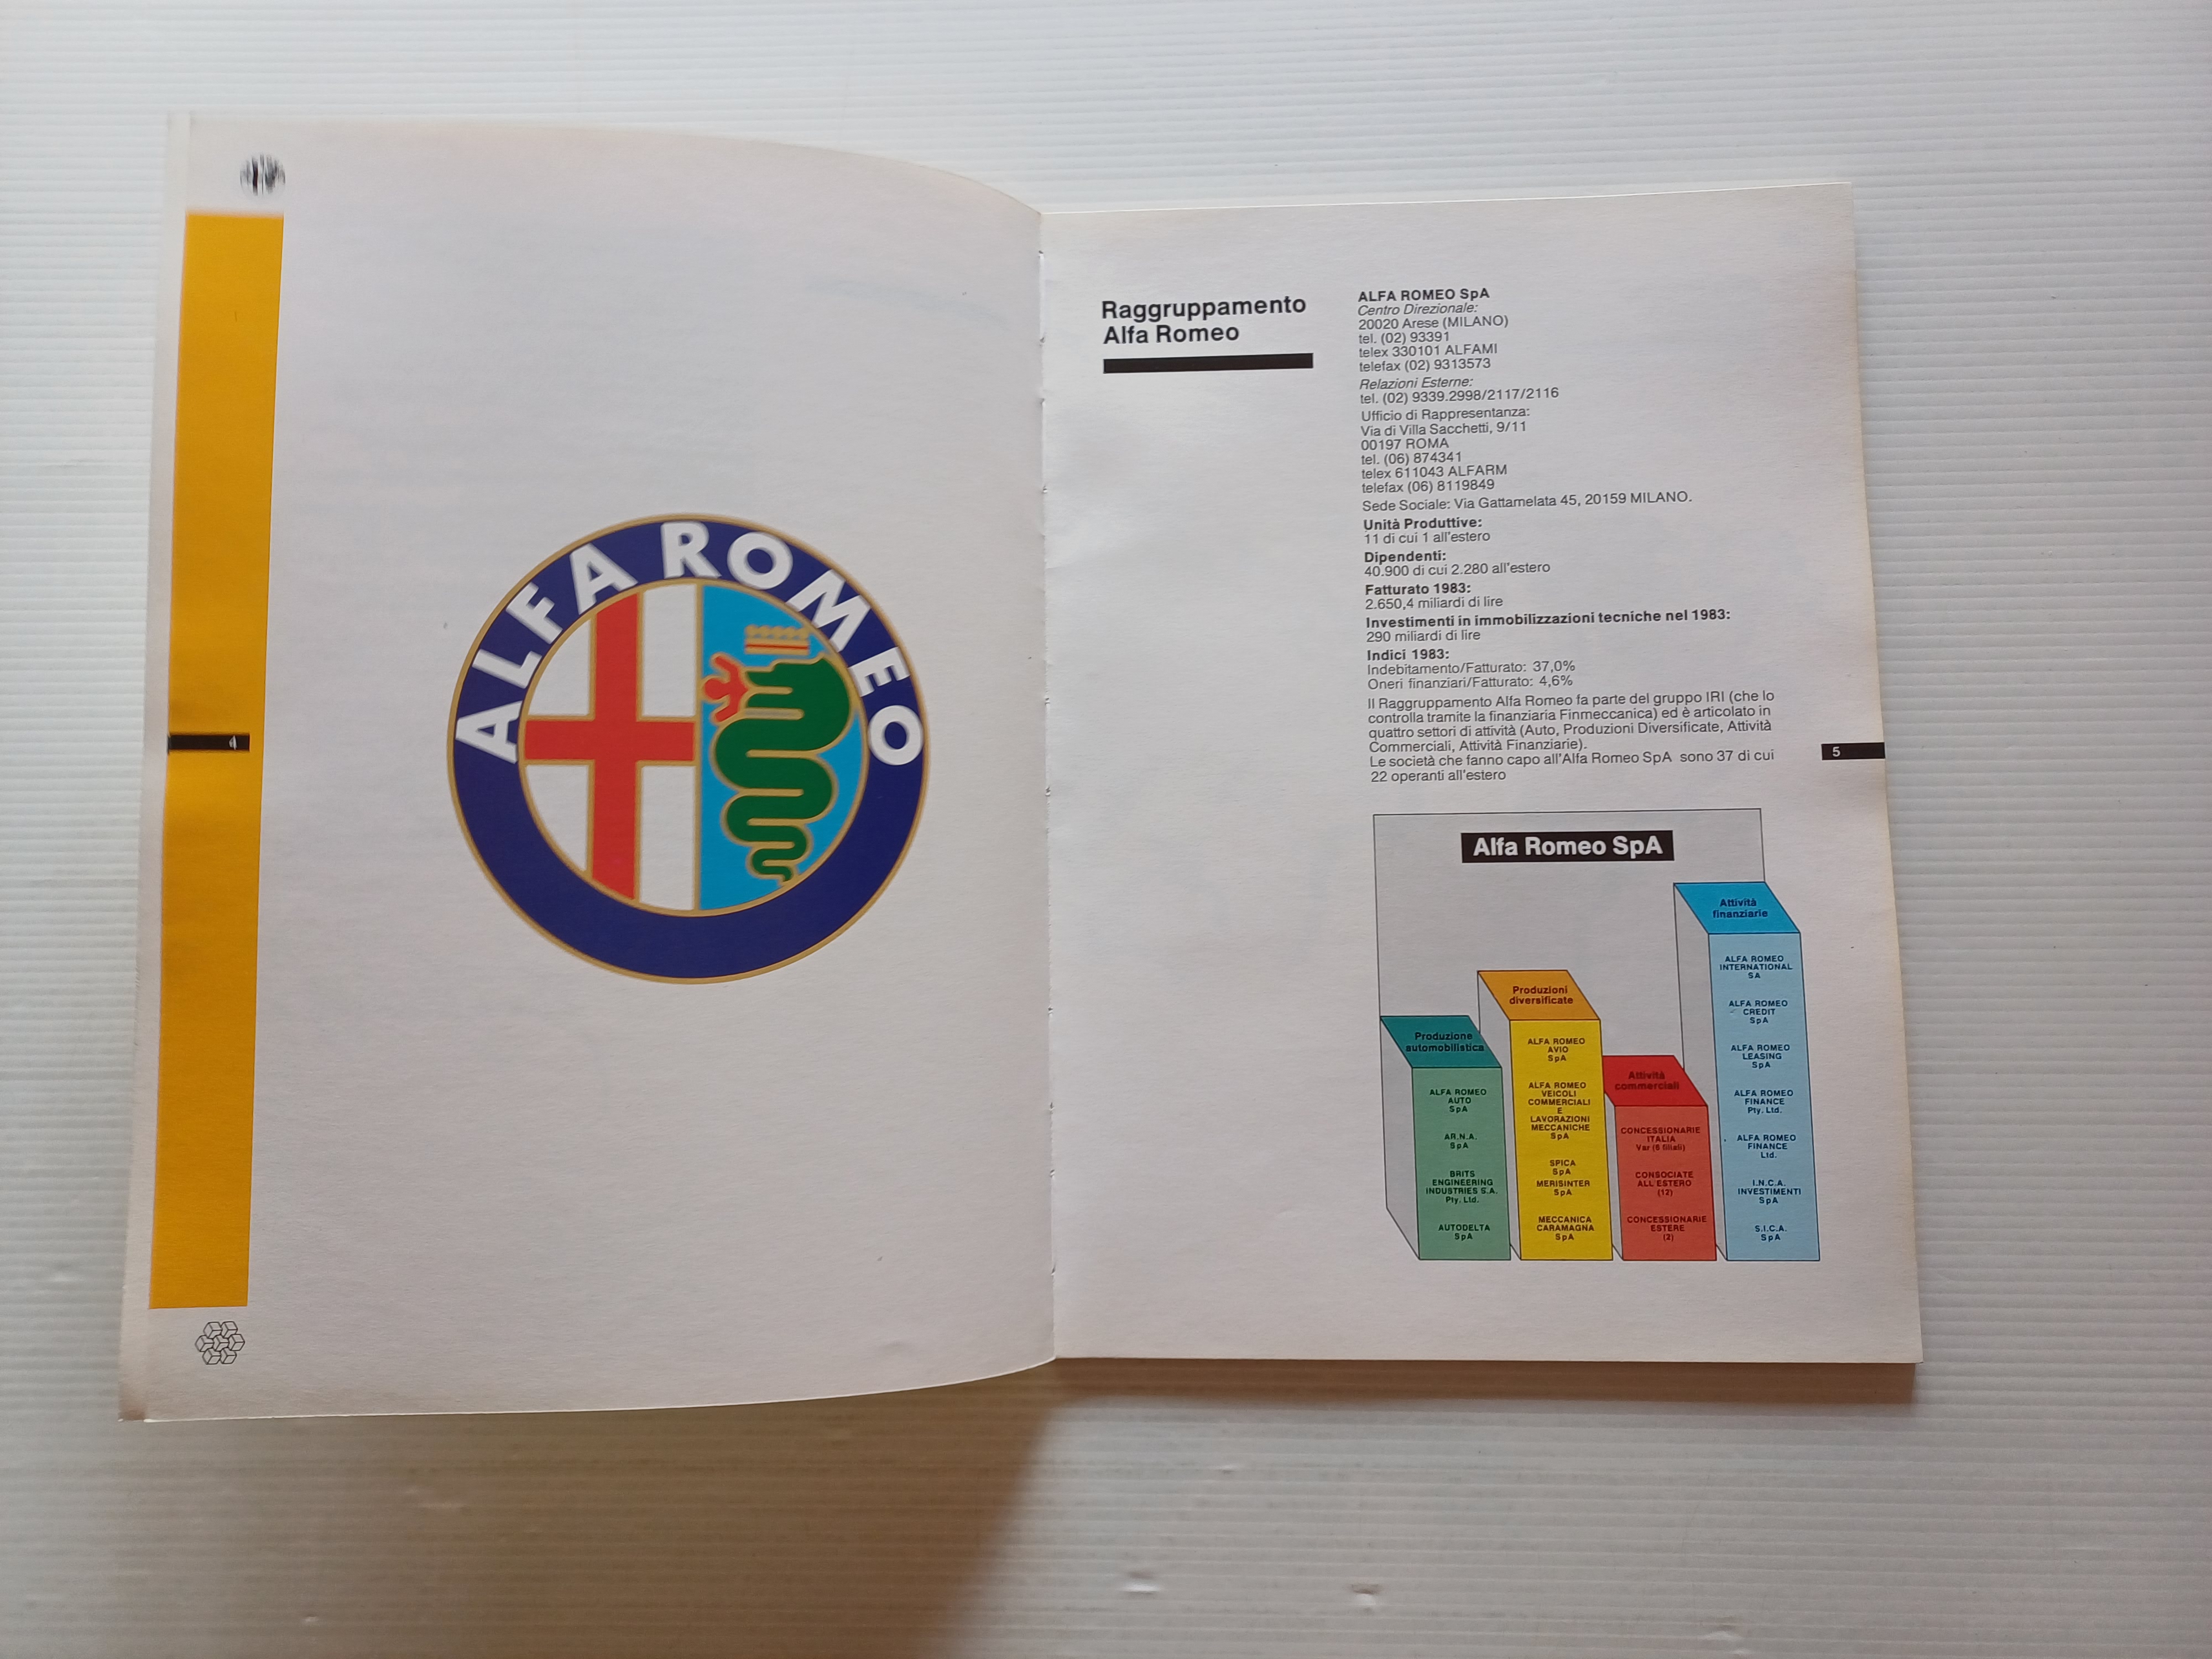 ALFA ROMEO
Raggruppamento
Alfa Romeo
ALFA ROMEO SpA
Centro Direzionale:
20020 Arese (MILANO)
tel. (02) 93391
telex 330101 ALFAMI
telefax (02) 9313573
Relazioni Esterne:
tel. (02) 9339.2998/2117/2116
Ufficio di Rappresentanza:
Via di Villa Sacchetti, 9/11
00197 ROMA
tel. (06) 874341
telex 611043 ALFARM
telefax (06) 8119849
Sede Sociale: Via Gattamelata 45, 20159 MILANO.
Unità Produttive:
11 di cui 1 all'estero
Dipendenti:
40.900 di cui 2.280 all'estero
Fatturato 1983:
2.650,4 miliardi di lire
Investimenti in immobilizzazioni tecniche nel 1983:
290 miliardi di lire
Indici 1983:
Indebitamento/Fatturato: 37,0%
Oneri finanziari/Fatturato: 4,6%
Il Raggruppamento Alfa Romeo fa parte del gruppo IRI (che lo
controlla tramite la finanziaria Finmeccanica) ed è articolato in
quattro settori di attività (Auto, Produzioni Diversificate, Attività
Commerciali, Attività Finanziarie).
Le società che fanno capo all'Alfa Romeo SpA sono 37 di cui
22 operanti all'estero
5
Alfa Romeo SpA
Produzione
automobilistica
ALFA ROMEO
AUTO
SpA
AR.N.A.
SpA
BRITS
ENGINEERING
INDUSTRIES S.A.
Pty. Ltd.
AUTODELTA
SpA
Produzioni
diversificate
ALFA ROMEO
AVIO
SpA
ALFA ROMEO
VEICOLI
COMMERCIALI
E
LAVORAZIONI
MECCANICHE
SpA
SPICA
SpA
MERISINTER
SpA
MECCANICA
CARAMAGNA
SpA
Attività
commerciali
CONCESSIONARIE
ITALIA
Var (6 filiali)
CONSOCIATE
ALL'ESTERO
(12)
CONCESSIONARIE
ESTERE
(2)
Attività
finanziarie
ALFA ROMEO
INTERNATIONAL
SA
ALFA ROMEO
CREDIT
SpA
ALFA ROMEO
LEASING
SpA
ALFA ROMEO
FINANCE
Pty. Ltd.
ALFA ROMEO
FINANCE
Ltd.
I.N.C.A.
INVESTIMENTI
SpA
S.I.C.A.
SpA